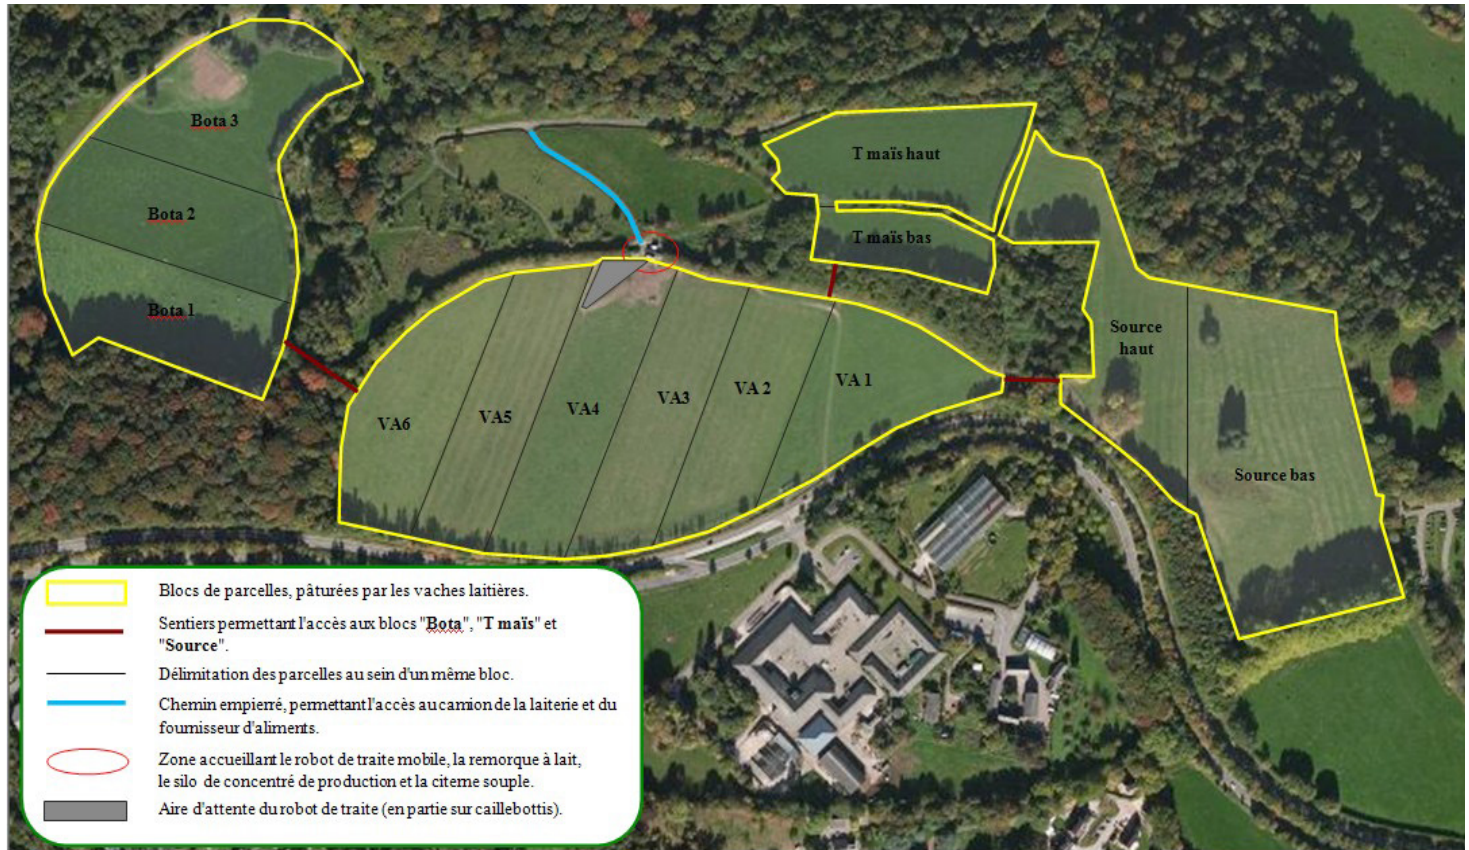 Bota 3
T maïs haut
Bota 2
T maïs bas
Bota 1
Source
haut
VA 1
VA 2
VA3
VA4
VA5
VA6
Source bas
Blocs de parcelles, pâturées par les vaches laitières.
Sentiers permettant l'accès aux blocs "Bota", "T maïs" et
"Source".
Délimitation des parcelles au sein d'un même bloc.
Chemin empierré, permettant l'accès au camion de la laiterie et du
fournisseur d'aliments.
Zone accueillant le robot de traite mobile, la remorque à lait,
le silo de concentré de production et la citerne souple.
Aire d'attente du robot de traite (en partie sur caillebottis).